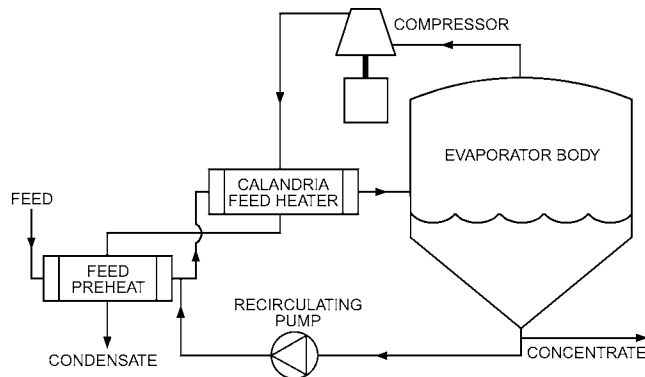 COMPRESSOR
EVAPORATOR BODY
CALANDRIA
FEED HEATER
FEED
FEED
PREHEAT
RECIRCULATING
PUMP
CONDENSATE
CONCENTRATE